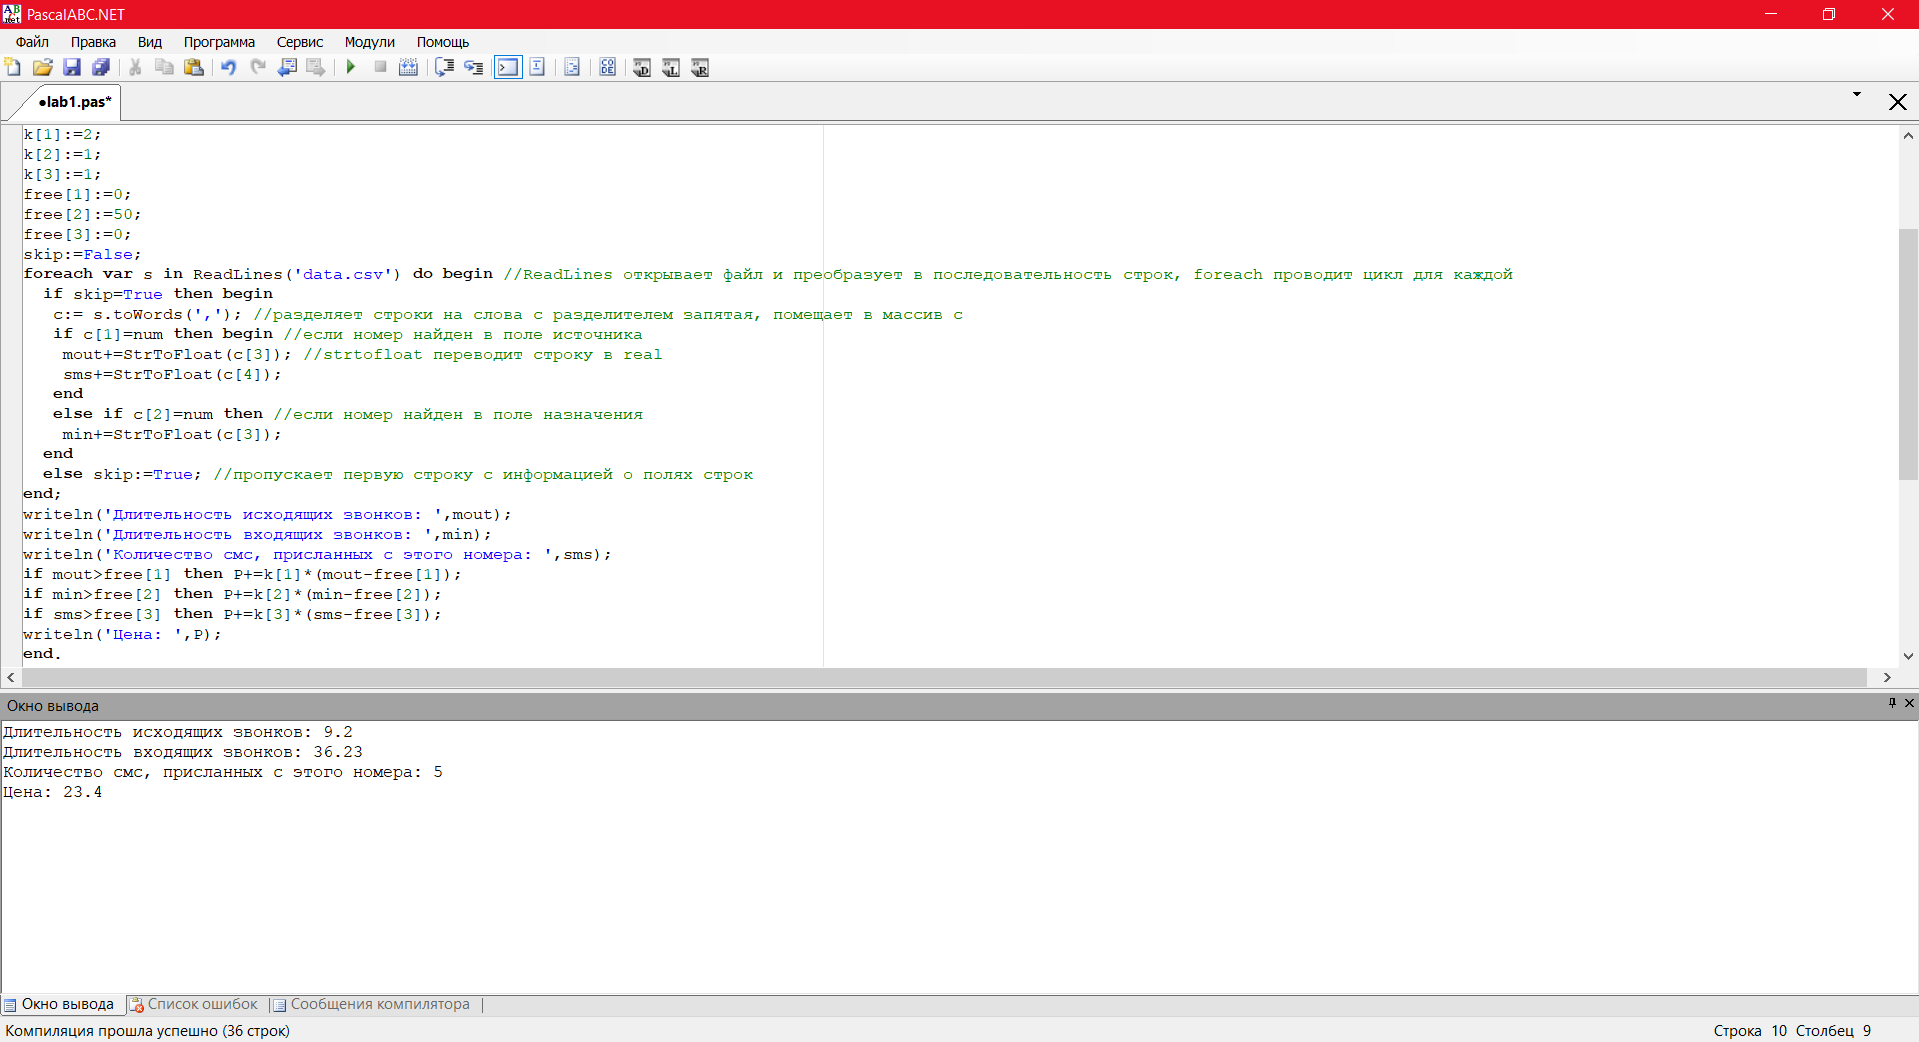 PascalABC.NET
Файл Правка Вид Программа Сервис Модули Помощь
•lab1.pas*
k[1]:=2;
k[2]:=1;
k[3]:=1;
free[1]:=0;
free[2]:=50;
free[3]:=0;
skip:=False;
foreach var s in ReadLines('data.csv') do begin //ReadLines открывает файл и преобразует в последовательность строк, foreach проводит цикл для каждой
if skip=True then begin
c:= s.toWords(','); //разделяет строки на слова с разделителем запятая, помещает в массив c
if c[1]=num then begin //если номер найден в поле источника
mout+=StrToFloat(c[3]); //strtofloat переводит строку в real
sms+=StrToFloat(c[4]);
end
else if c[2]=num then //если номер найден в поле назначения
min+=StrToFloat(c[3]);
end
else skip:=True; //пропускает первую строку с информацией о полях строк
end;
writeln('Длительность исходящих звонков: ',mout);
writeln('Длительность входящих звонков: ',min);
writeln('Количество смс, присланных с этого номера: ',sms);
if mout>free[1] then P+=k[1]*(mout-free[1]);
if min>free[2] then P+=k[2]*(min-free[2]);
if sms>free[3] then P+=k[3]*(sms-free[3]);
writeln('Цена: ',P);
end.
Окно вывода
Длительность исходящих звонков: 9.2
Длительность входящих звонков: 36.23
Количество смс, присланных с этого номера: 5
Цена: 23.4
Окно вывода Список ошибок Сообщения компилятора
Компиляция прошла успешно (36 строк) Строка 10 Столбец 9